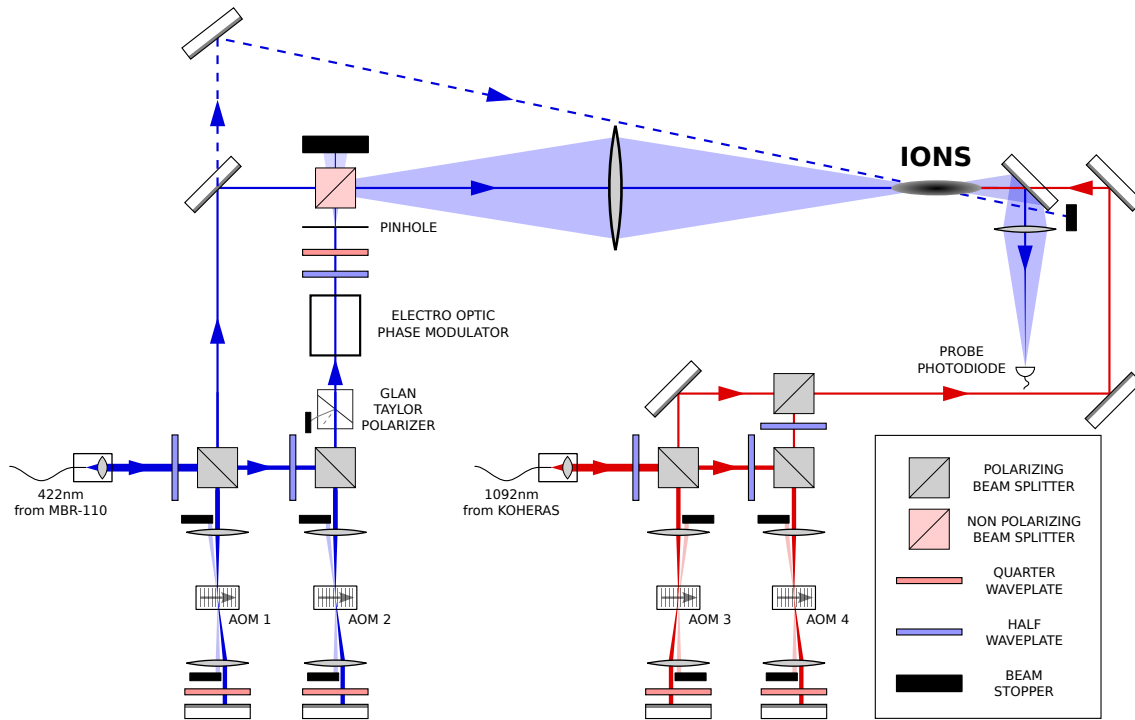 IONS
PINHOLE
ELECTRO OPTIC
PHASE MODULATOR
PROBE
PHOTODIODE
GLAN
TAYLOR
POLARIZER
422nm
from MBR-110
1092nm
from KOHERAS
AOM 1
AOM 2
AOM 3
AOM 4
POLARIZING
BEAM SPLITTER
NON POLARIZING
BEAM SPLITTER
QUARTER
WAVEPLATE
HALF
WAVEPLATE
BEAM
STOPPER